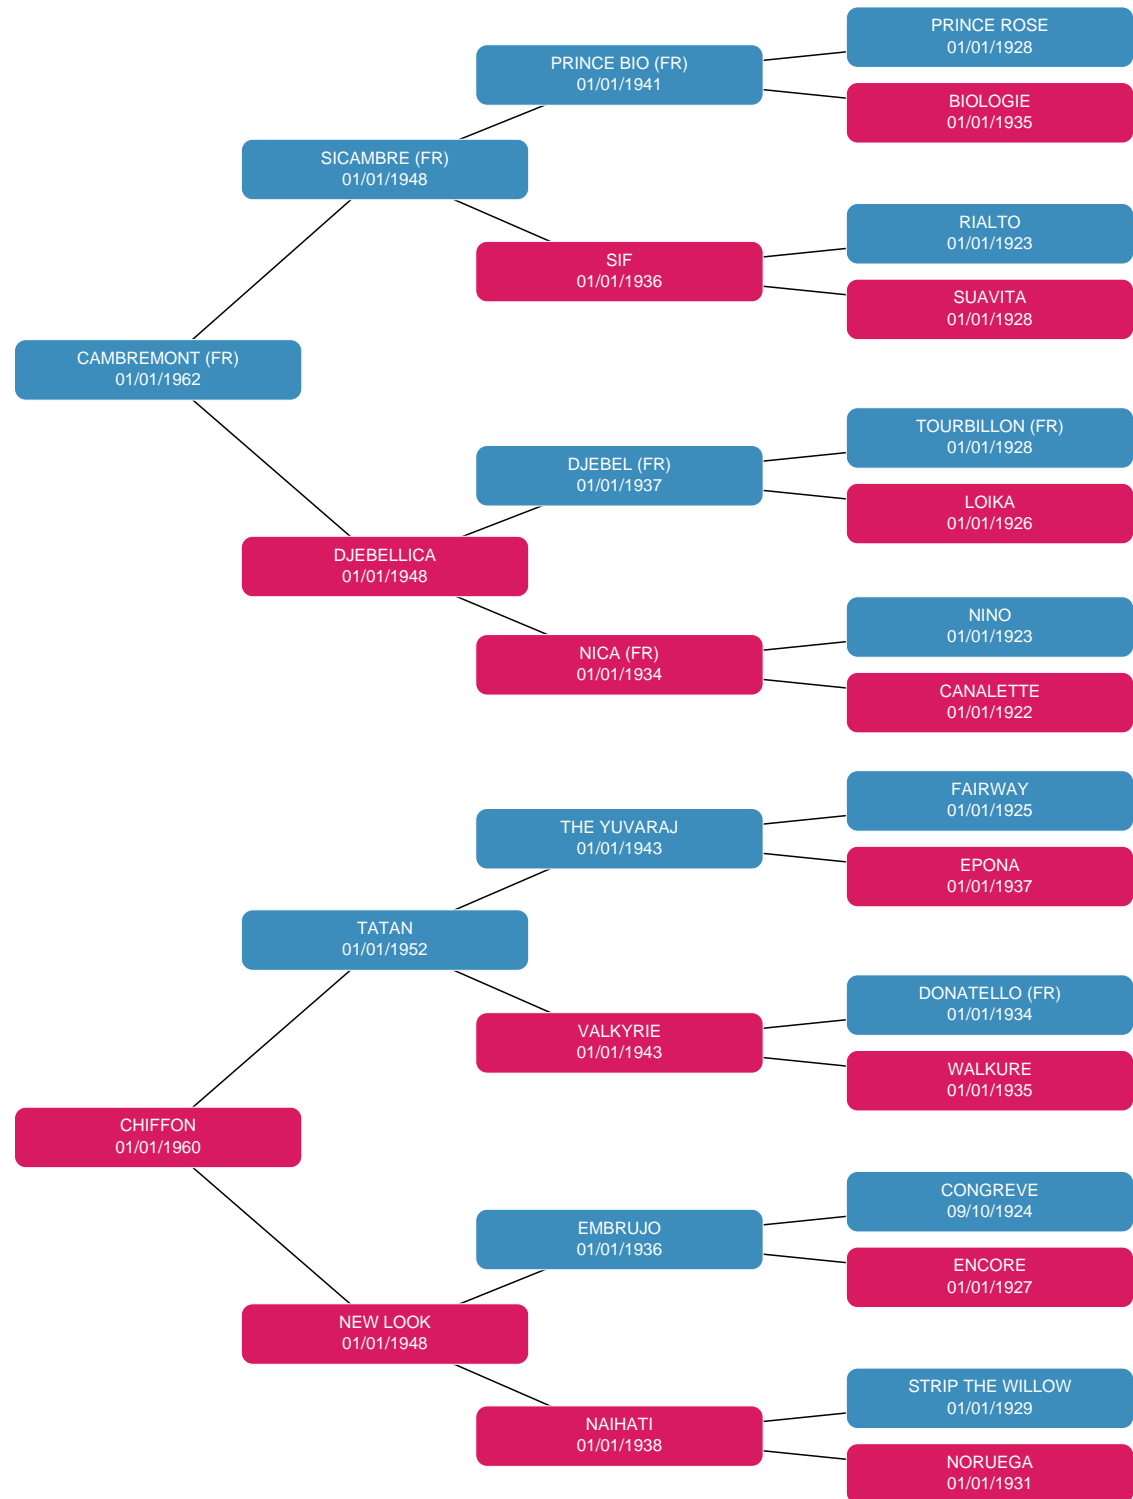 PRINCE ROSE
01/01/1928
PRINCE BIO (FR)
01/01/1941
BIOLOGIE
01/01/1935
SICAMBRE (FR)
01/01/1948
RIALTO
01/01/1923
SIF
01/01/1936
SUAVITA
01/01/1928
CAMBREMONT (FR)
01/01/1962
TOURBILLON (FR)
01/01/1928
DJEBEL (FR)
01/01/1937
LOIKA
01/01/1926
DJEBELLICA
01/01/1948
NINO
01/01/1923
NICA (FR)
01/01/1934
CANALETTE
01/01/1922
FAIRWAY
01/01/1925
THE YUVARAJ
01/01/1943
EPONA
01/01/1937
TATAN
01/01/1952
DONATELLO (FR)
01/01/1934
VALKYRIE
01/01/1943
WALKURE
01/01/1935
CHIFFON
01/01/1960
CONGREVE
09/10/1924
EMBRUJO
01/01/1936
ENCORE
01/01/1927
NEW LOOK
01/01/1948
STRIP THE WILLOW
01/01/1929
NAIHATI
01/01/1938
NORUEGA
01/01/1931